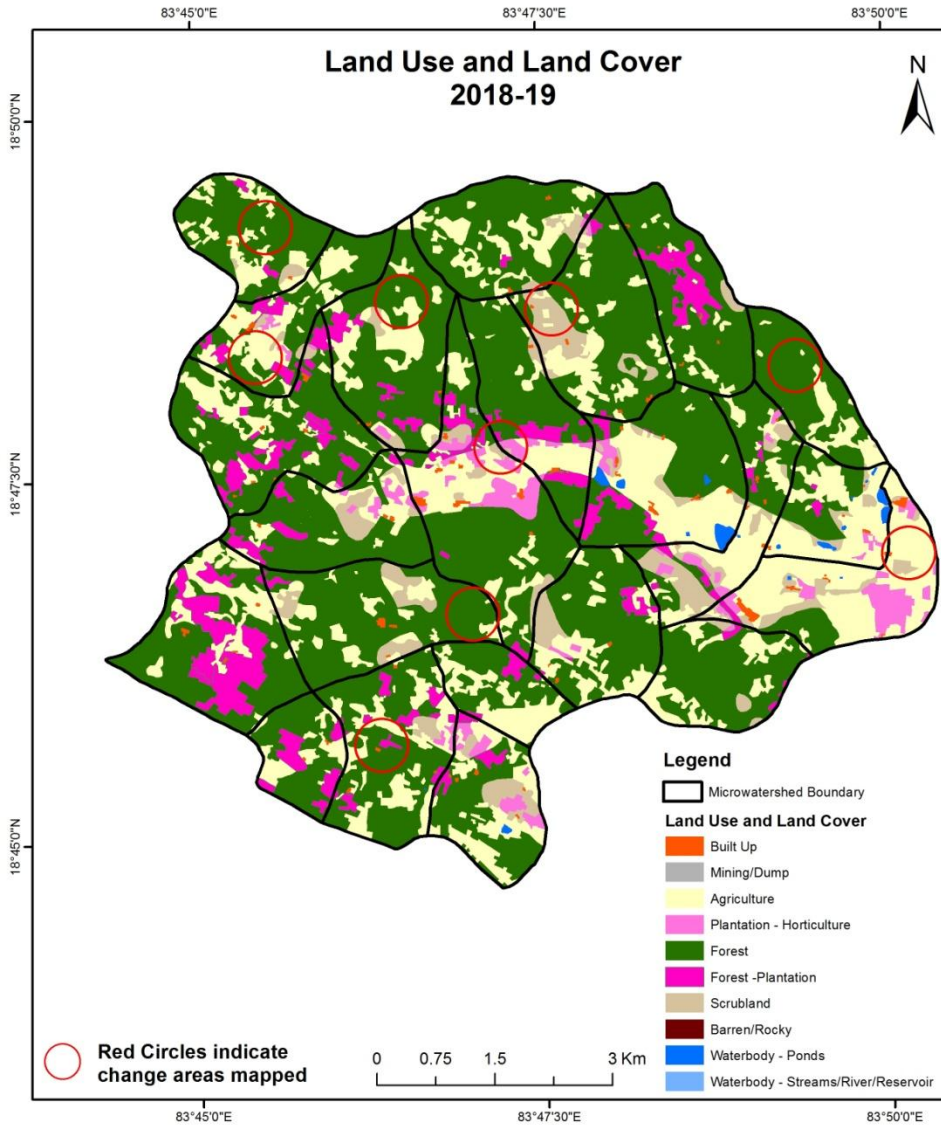 83°45'0"E
83°47'30"E
83°50'0"E
Land Use and Land Cover
2018-19
N
18°50'0"N
18°47'30"N
18°45'0"N
Legend
Microwatershed Boundary
Land Use and Land Cover
Built Up
Mining/Dump
Agriculture
Plantation - Horticulture
Forest
Forest -Plantation
Scrubland
Barren/Rocky
Waterbody - Ponds
Waterbody - Streams/River/Reservoir
Red Circles indicate
change areas mapped
0 0.75 1.5 3 Km
83°45'0"E
83°47'30"E
83°50'0"E